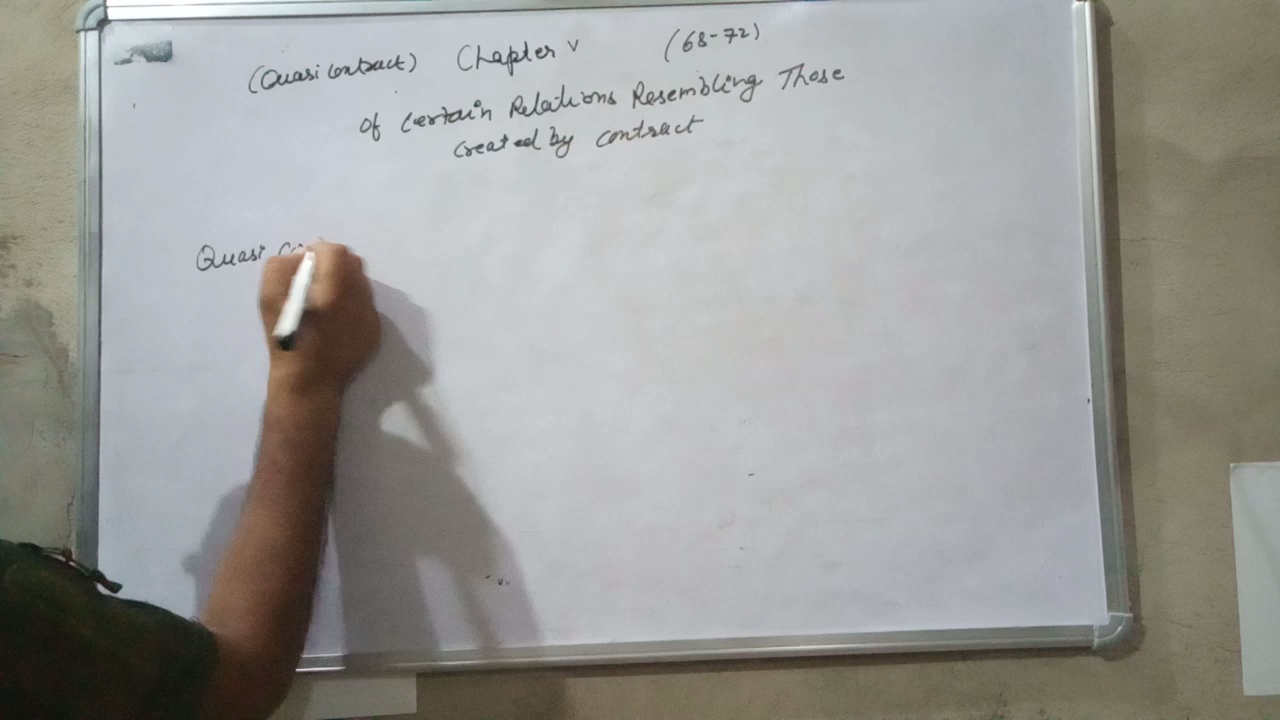 (Quasi Contract) Chapter V (68-72)
Of Certain Relations Resembling Those
Created by contract
Quasi